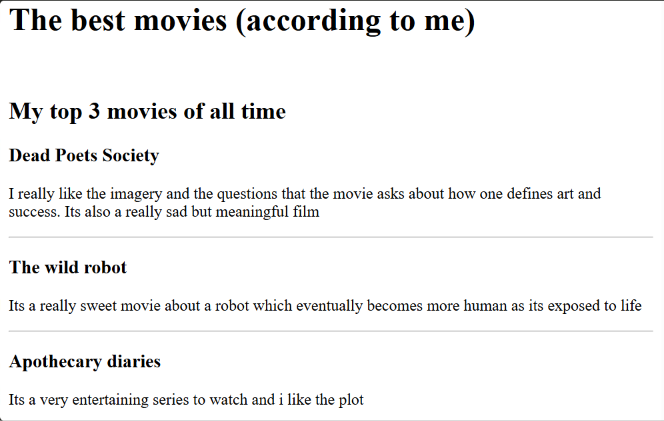 The best movies (according to me)
My top 3 movies of all time
Dead Poets Society
I really like the imagery and the questions that the movie asks about how one defines art and
success. Its also a really sad but meaningful film
The wild robot
Its a really sweet movie about a robot which eventually becomes more human as its exposed to life
Apothecary diaries
Its a very entertaining series to watch and i like the plot